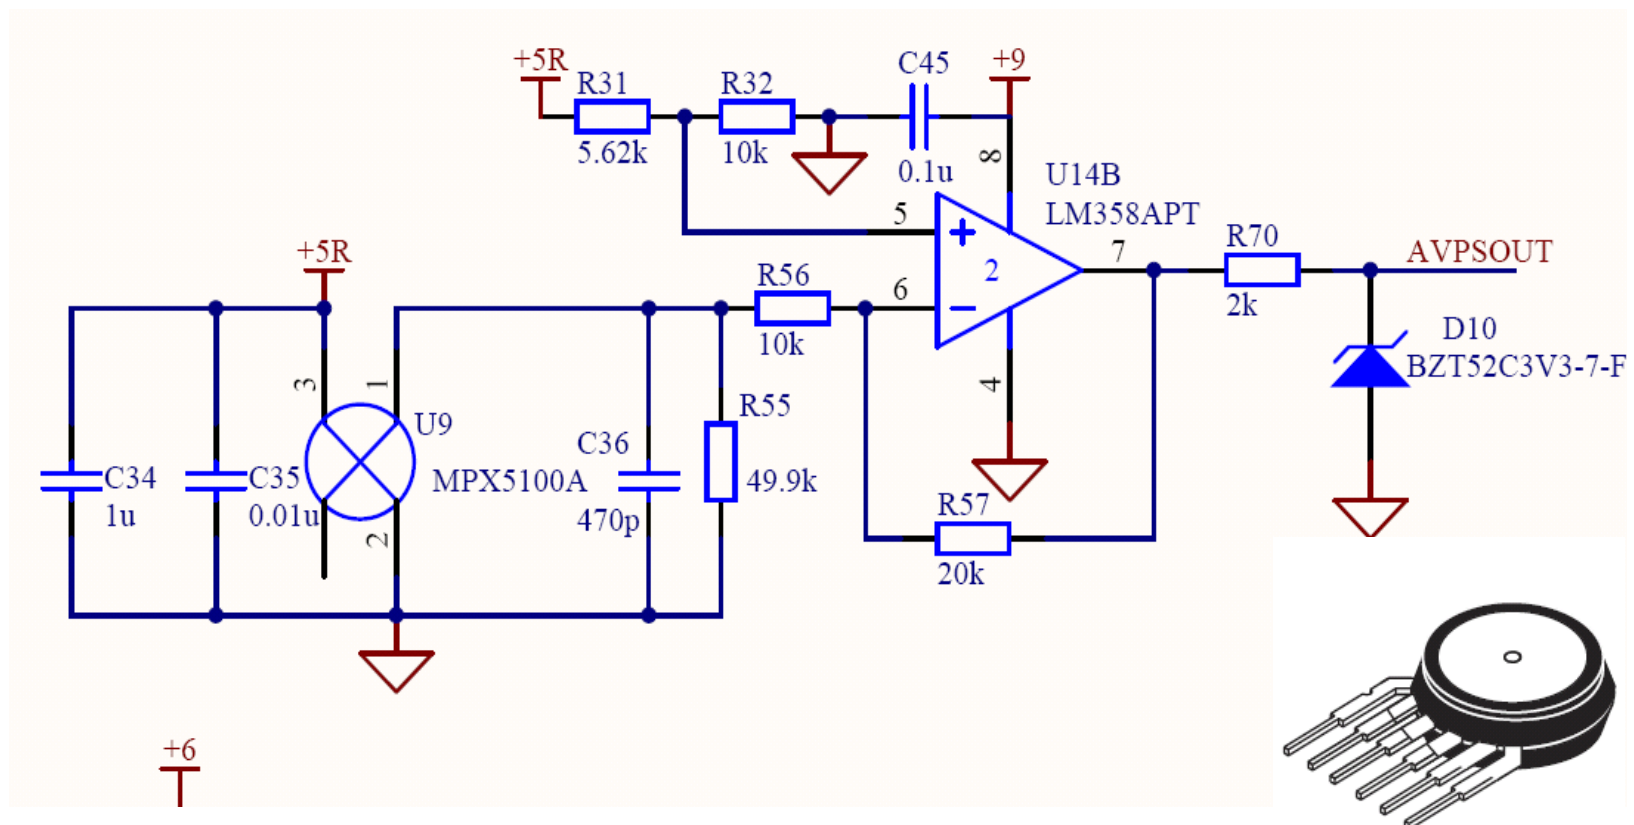 +5R
R31
5.62k
R32
10k
C45
0.1u
+9
8
U14B
LM358APT
5
6
2
7
4
R70
2k
AVPSOUT
D10
BZT52C3V3-7-F
+5R
R56
10k
3
1
U9
MPX5100A
2
C34
1u
C35
0.01u
C36
470p
R55
49.9k
R57
20k
+6